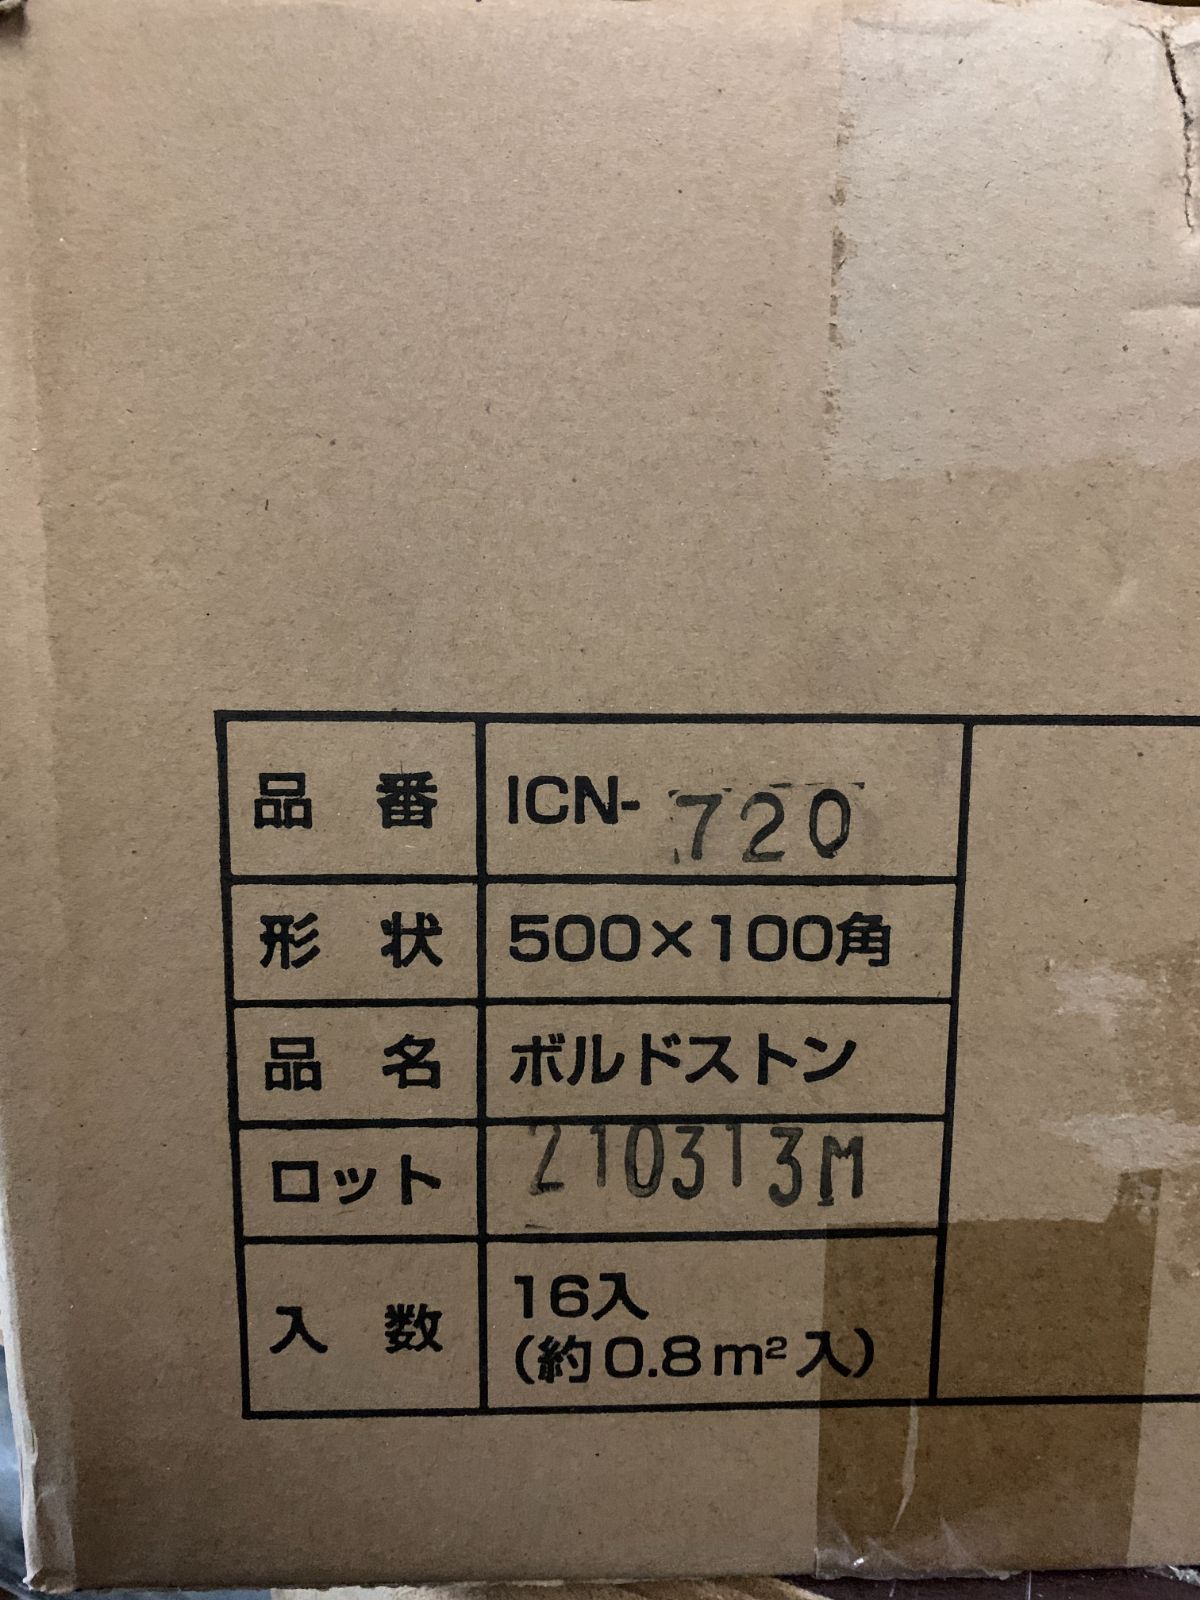 品番 ICN-720
形状 500×100角
品名 ボルドストン
ロット 210313M
入数 16入
(約0.8m²入)